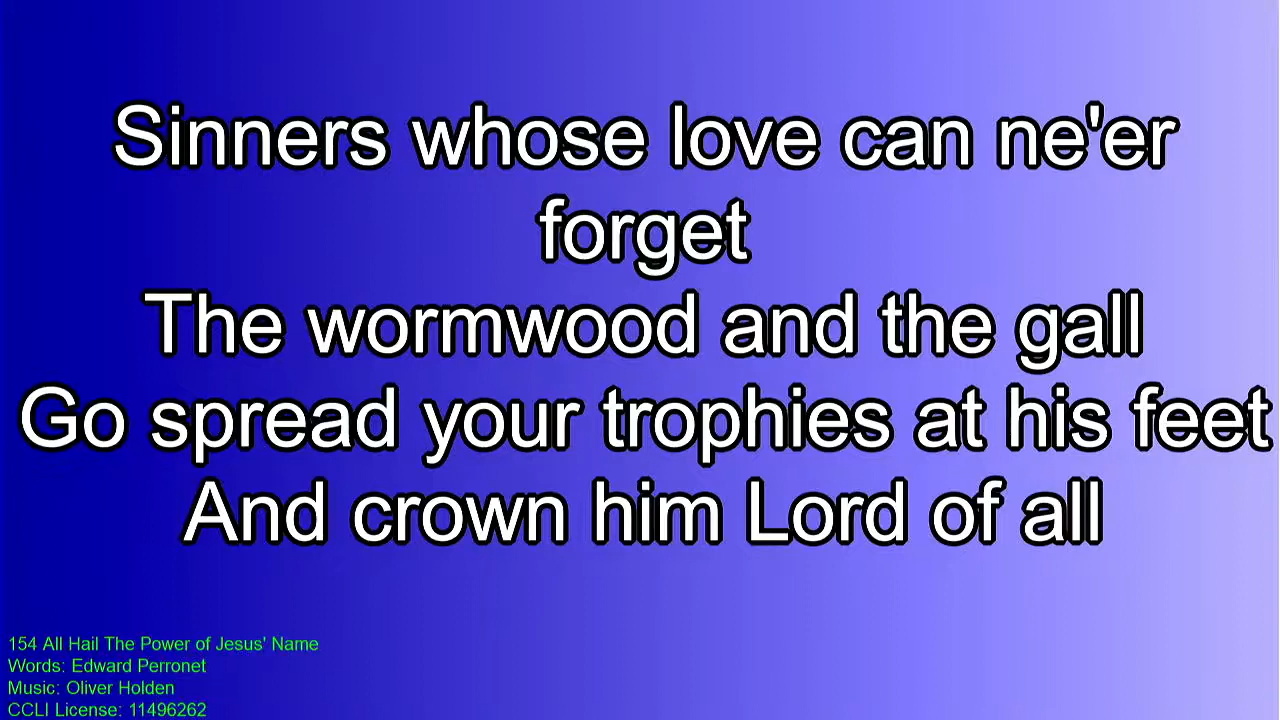 Sinners whose love can ne'er
forget
The wormwood and the gall
Go spread your trophies at his feet
And crown him Lord of all
154 All Hail The Power of Jesus' Name
Words: Edward Perronet
Music: Oliver Holden
CCLI License: 11496262